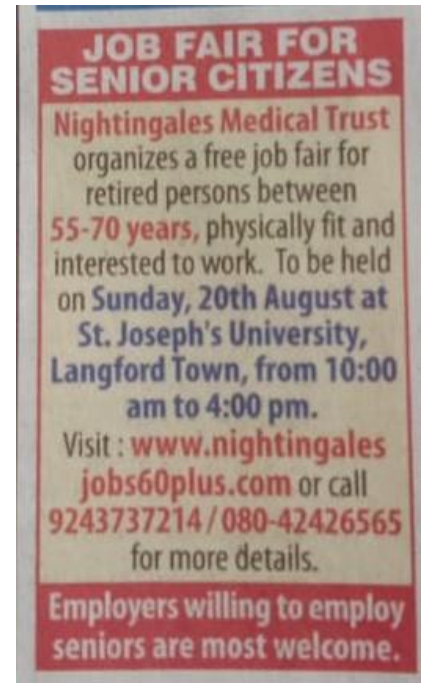 JOB FAIR FOR
SENIOR CITIZENS
Nightingales Medical Trust
organizes a free job fair for
retired persons between
55-70 years, physically fit and
interested to work. To be held
on Sunday, 20th August at
St. Joseph's University,
Langford Town, from 10:00
am to 4:00 pm.
Visit : www.nightingales
jobs60plus.com or call
9243737214 / 080-42426565
for more details.
Employers willing to employ
seniors are most welcome.